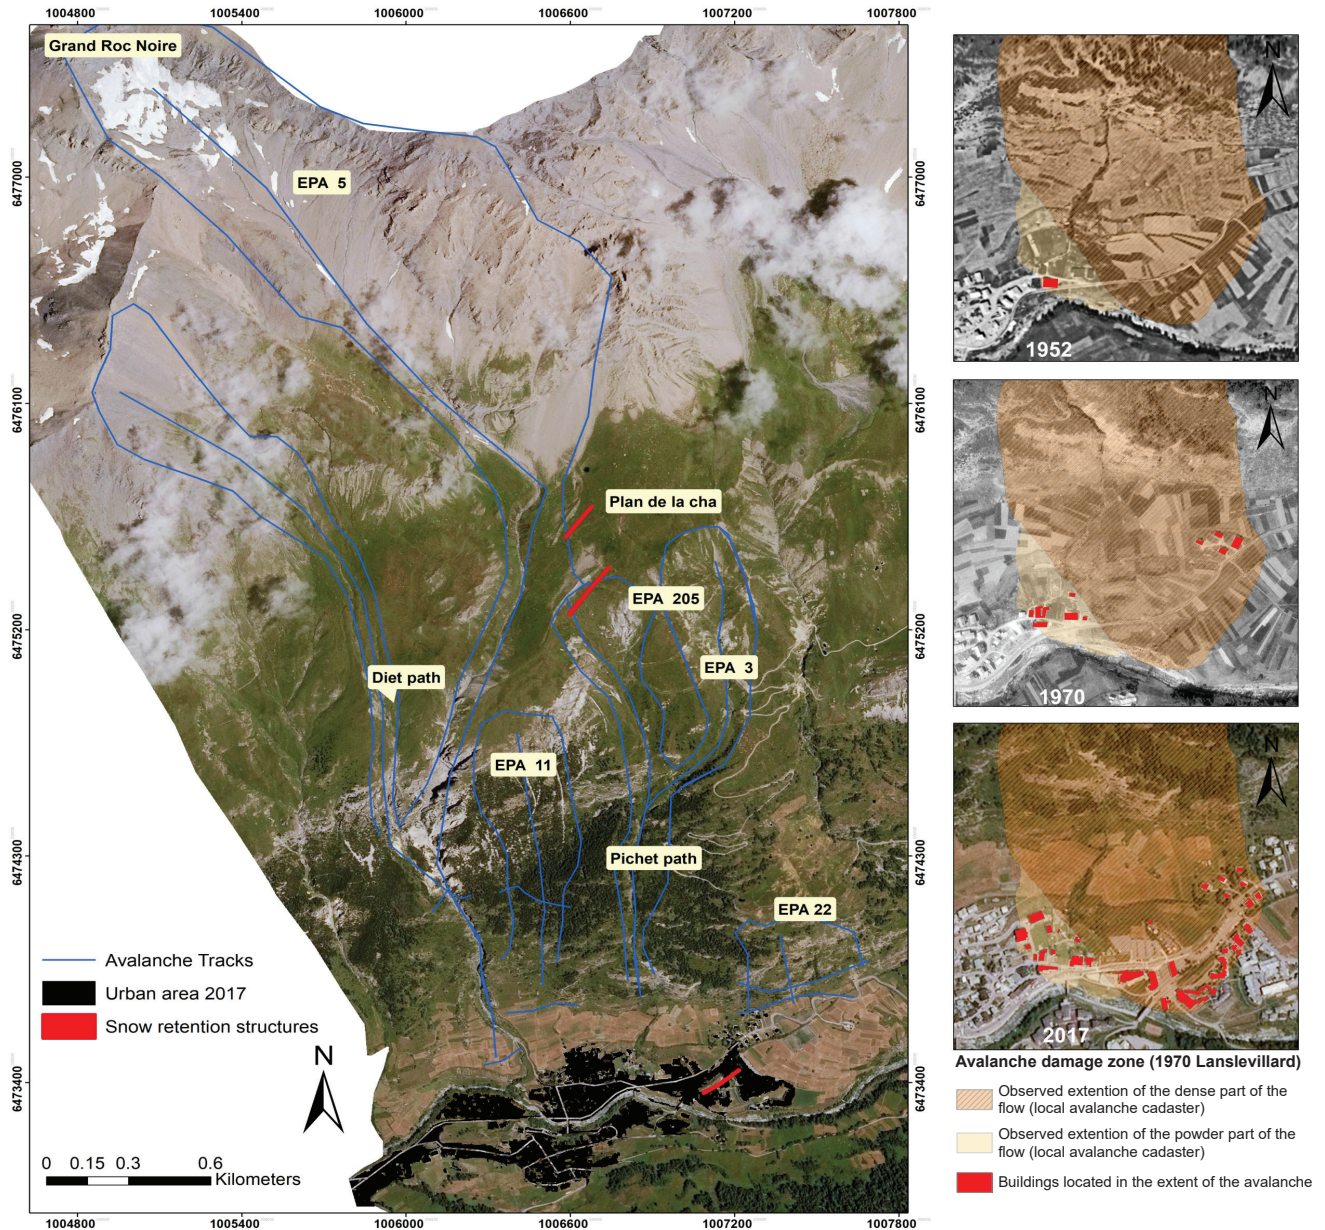 1004800
1005400
1006000
1006600
1007200
1007800
Grand Roc Noire
EPA 5
6477000
6477000
6476100
6476100
Plan de la cha
EPA 205
6475200
6475200
EPA 3
Diet path
EPA 11
Pichet path
6474300
6474300
EPA 22
Avalanche Tracks
Urban area 2017
Snow retention structures
N
6473400
6473400
0 0.15 0.3 0.6
Kilometers
1004800
1005400
1006000
1006600
1007200
1007800
N
1952
N
1970
N
2017
Avalanche damage zone (1970 Lanslevillard)
Observed extention of the dense part of the
flow (local avalanche cadaster)
Observed extention of the powder part of the
flow (local avalanche cadaster)
Buildings located in the extent of the avalanche